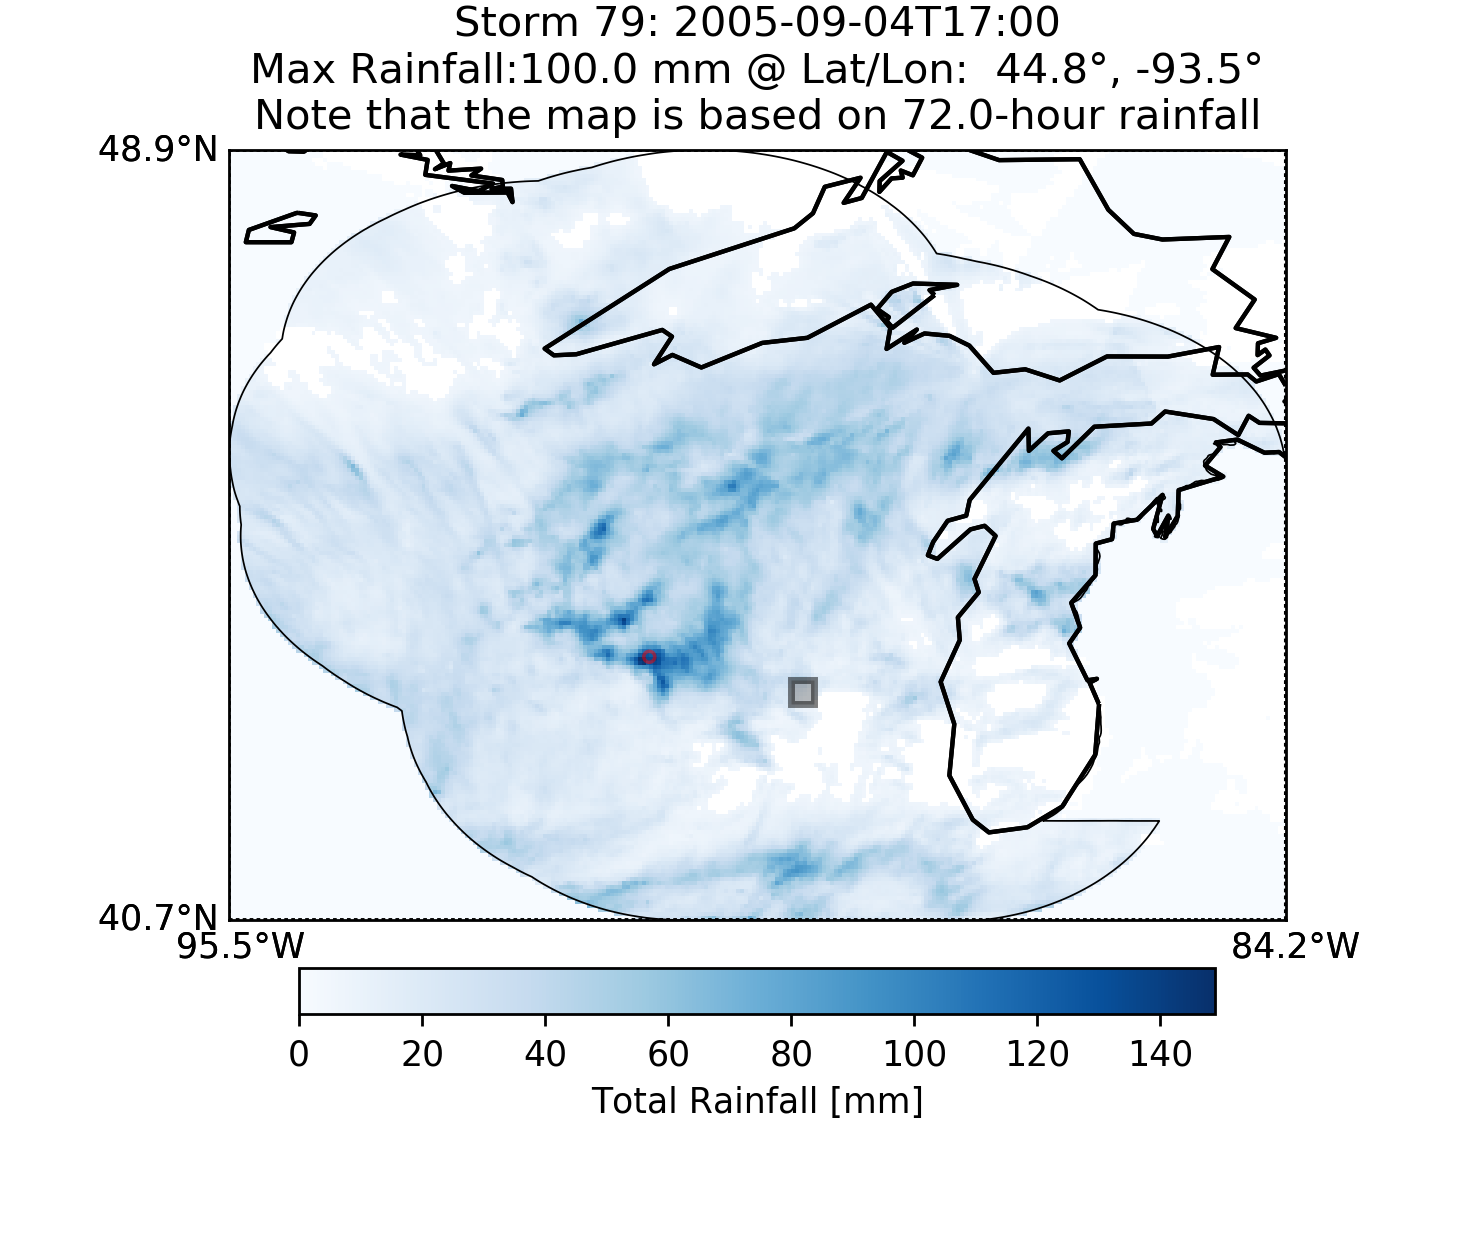 Storm 79: 2005-09-04T17:00
Max Rainfall:100.0 mm @ Lat/Lon:  44.8°, -93.5°
Note that the map is based on 72.0-hour rainfall
48.9°N
40.7°N
95.5°W 84.2°W
0 20 40 60 80 100 120 140
Total Rainfall [mm]